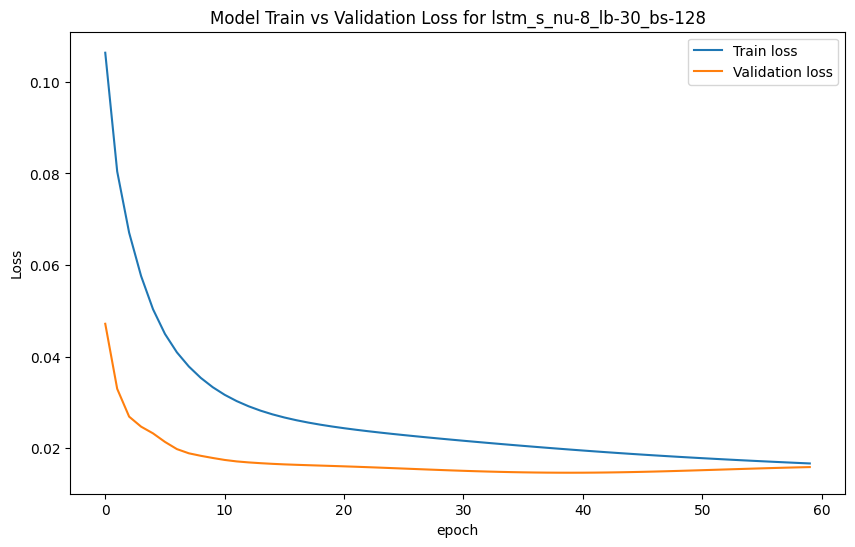 Model Train vs Validation Loss for lstm_s_nu-8_lb-30_bs-128
Train loss
Validation loss
0.10
0.08
0.06
0.04
0.02
Loss
0 10 20 30 40 50 60
epoch